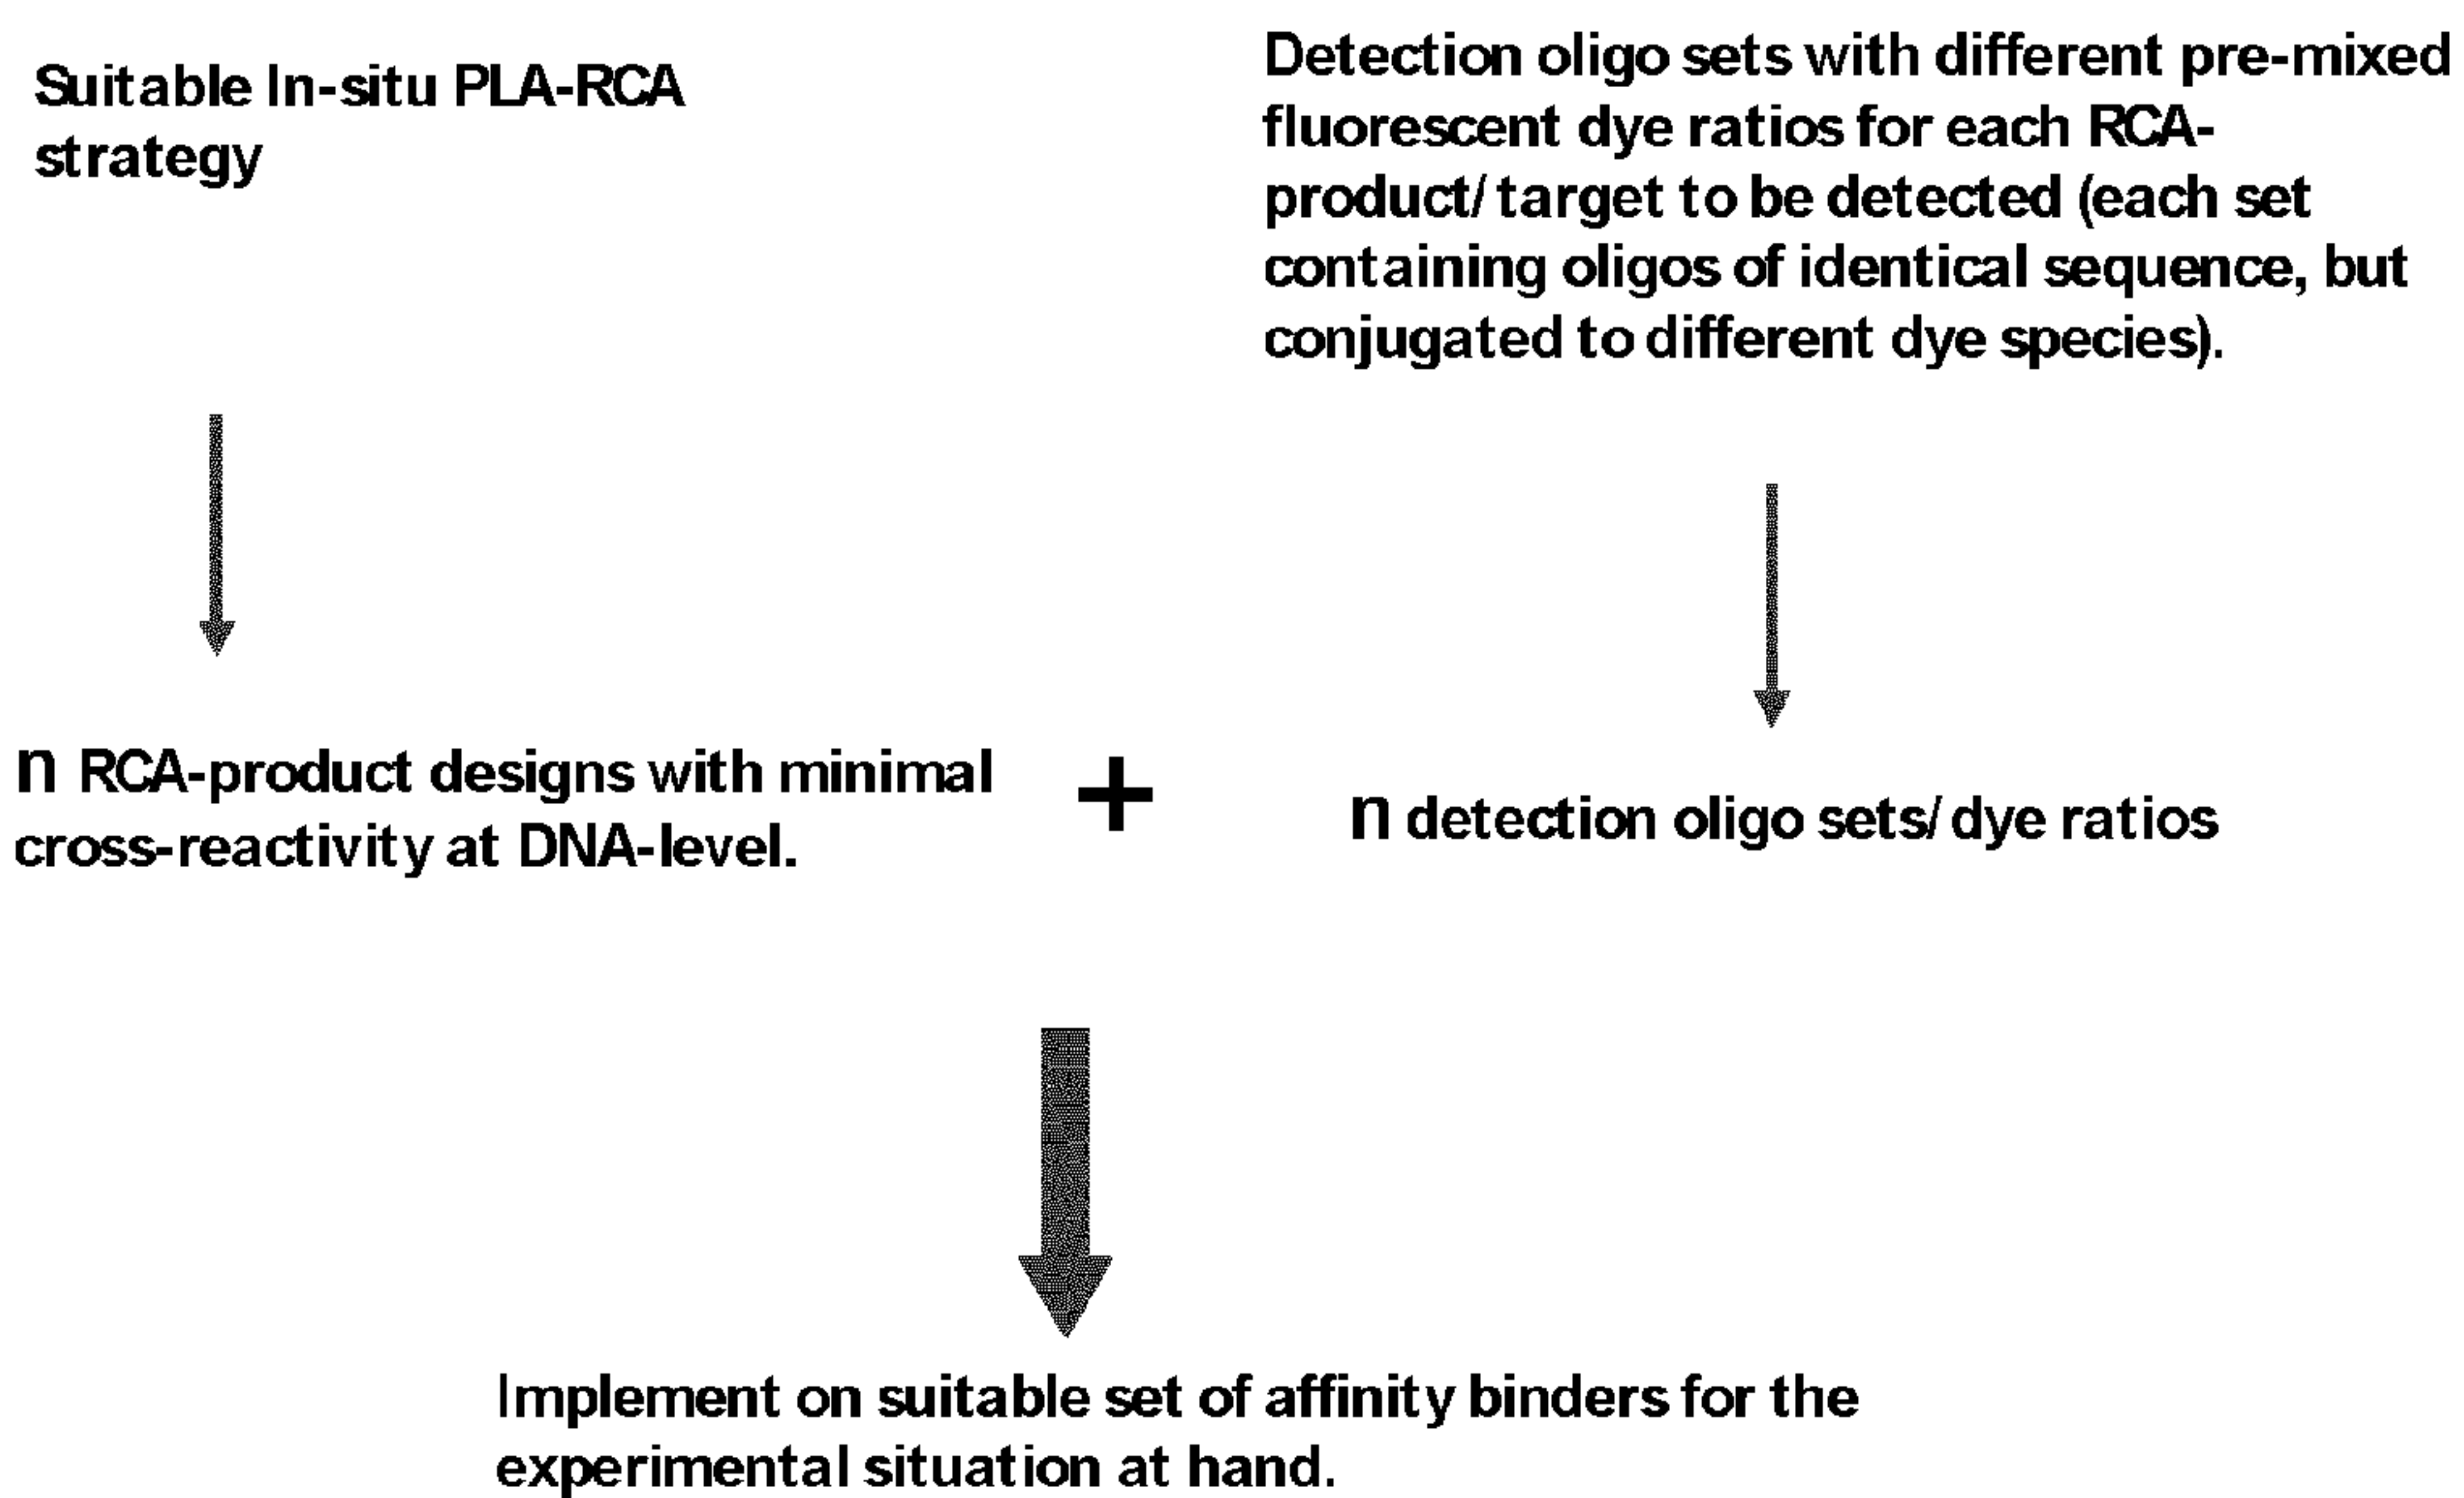 Suitable In-situ PLA-RCA
strategy
Detection oligo sets with different pre-mixed
fluorescent dye ratios for each RCA-
product/target to be detected (each set
containing oligos of identical sequence, but
conjugated to different dye species).
n RCA-product designs with minimal
cross-reactivity at DNA-level.
+
n detection oligo sets/dye ratios
Implement on suitable set of affinity binders for the
experimental situation at hand.